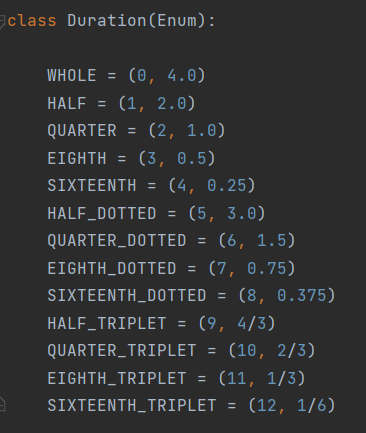 class Duration(Enum):
WHOLE = (0, 4.0)
HALF = (1, 2.0)
QUARTER = (2, 1.0)
EIGHTH = (3, 0.5)
SIXTEENTH = (4, 0.25)
HALF_DOTTED = (5, 3.0)
QUARTER_DOTTED = (6, 1.5)
EIGHTH_DOTTED = (7, 0.75)
SIXTEENTH_DOTTED = (8, 0.375)
HALF_TRIPLET = (9, 4/3)
QUARTER_TRIPLET = (10, 2/3)
EIGHTH_TRIPLET = (11, 1/3)
SIXTEENTH_TRIPLET = (12, 1/6)